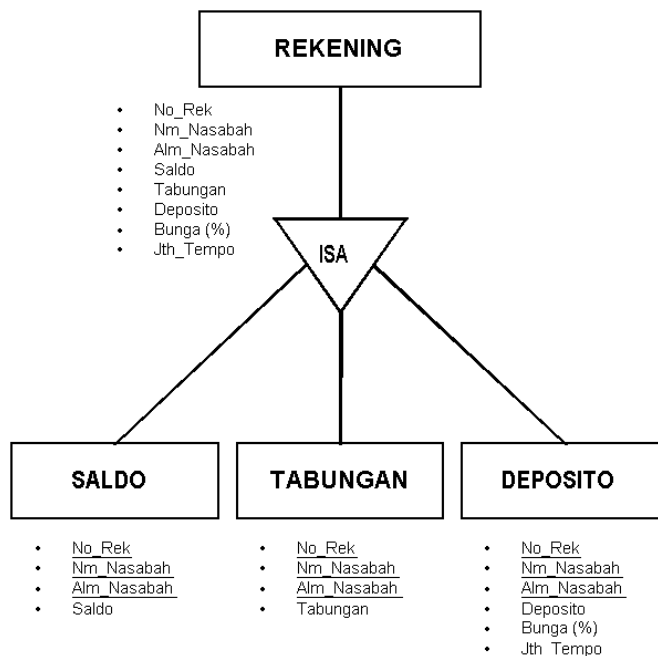 REKENING
• No_Rek
• Nm_Nasabah
• Alm_Nasabah
• Saldo
• Tabungan
• Deposito
• Bunga (%)
• Jth_Tempo
ISA
SALDO
• No_Rek
• Nm_Nasabah
• Alm_Nasabah
• Saldo
TABUNGAN
• No_Rek
• Nm_Nasabah
• Alm_Nasabah
• Tabungan
DEPOSITO
• No_Rek
• Nm_Nasabah
• Alm_Nasabah
• Deposito
• Bunga (%)
• Jth_Tempo